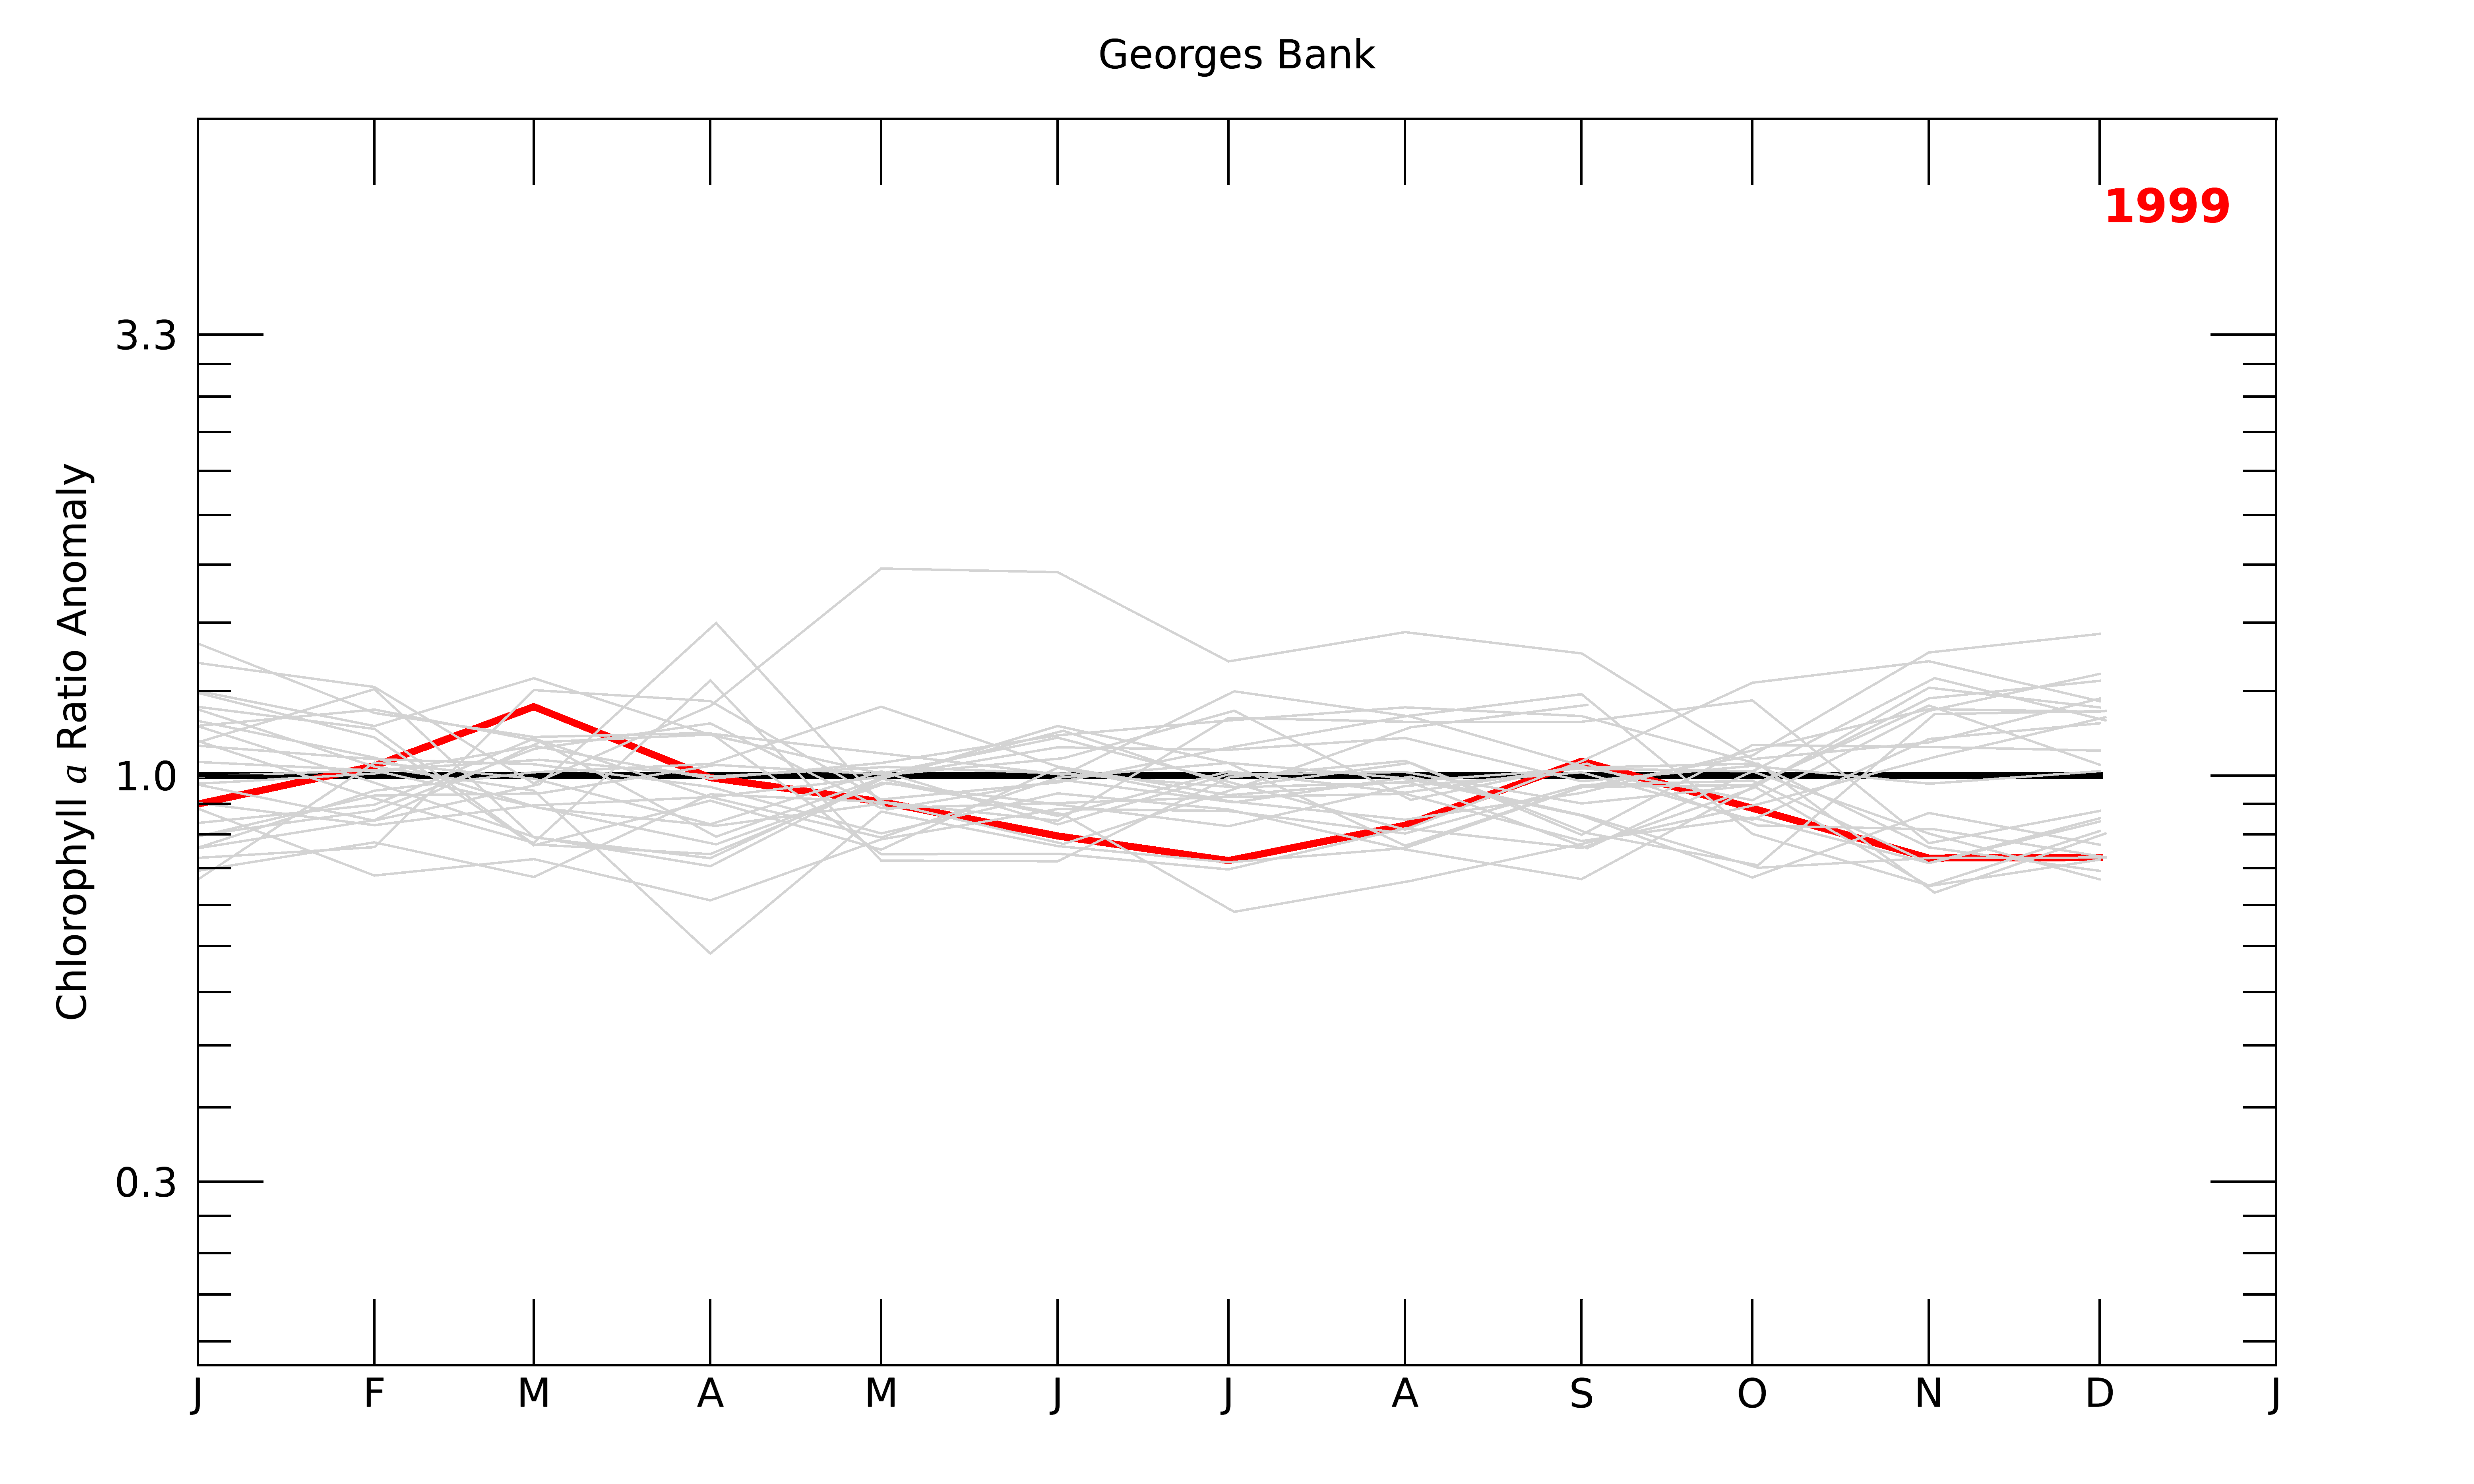 Georges Bank
1999
3.3
1.0
0.3
Chlorophyll a Ratio Anomaly
J F M A M J J A S O N D J